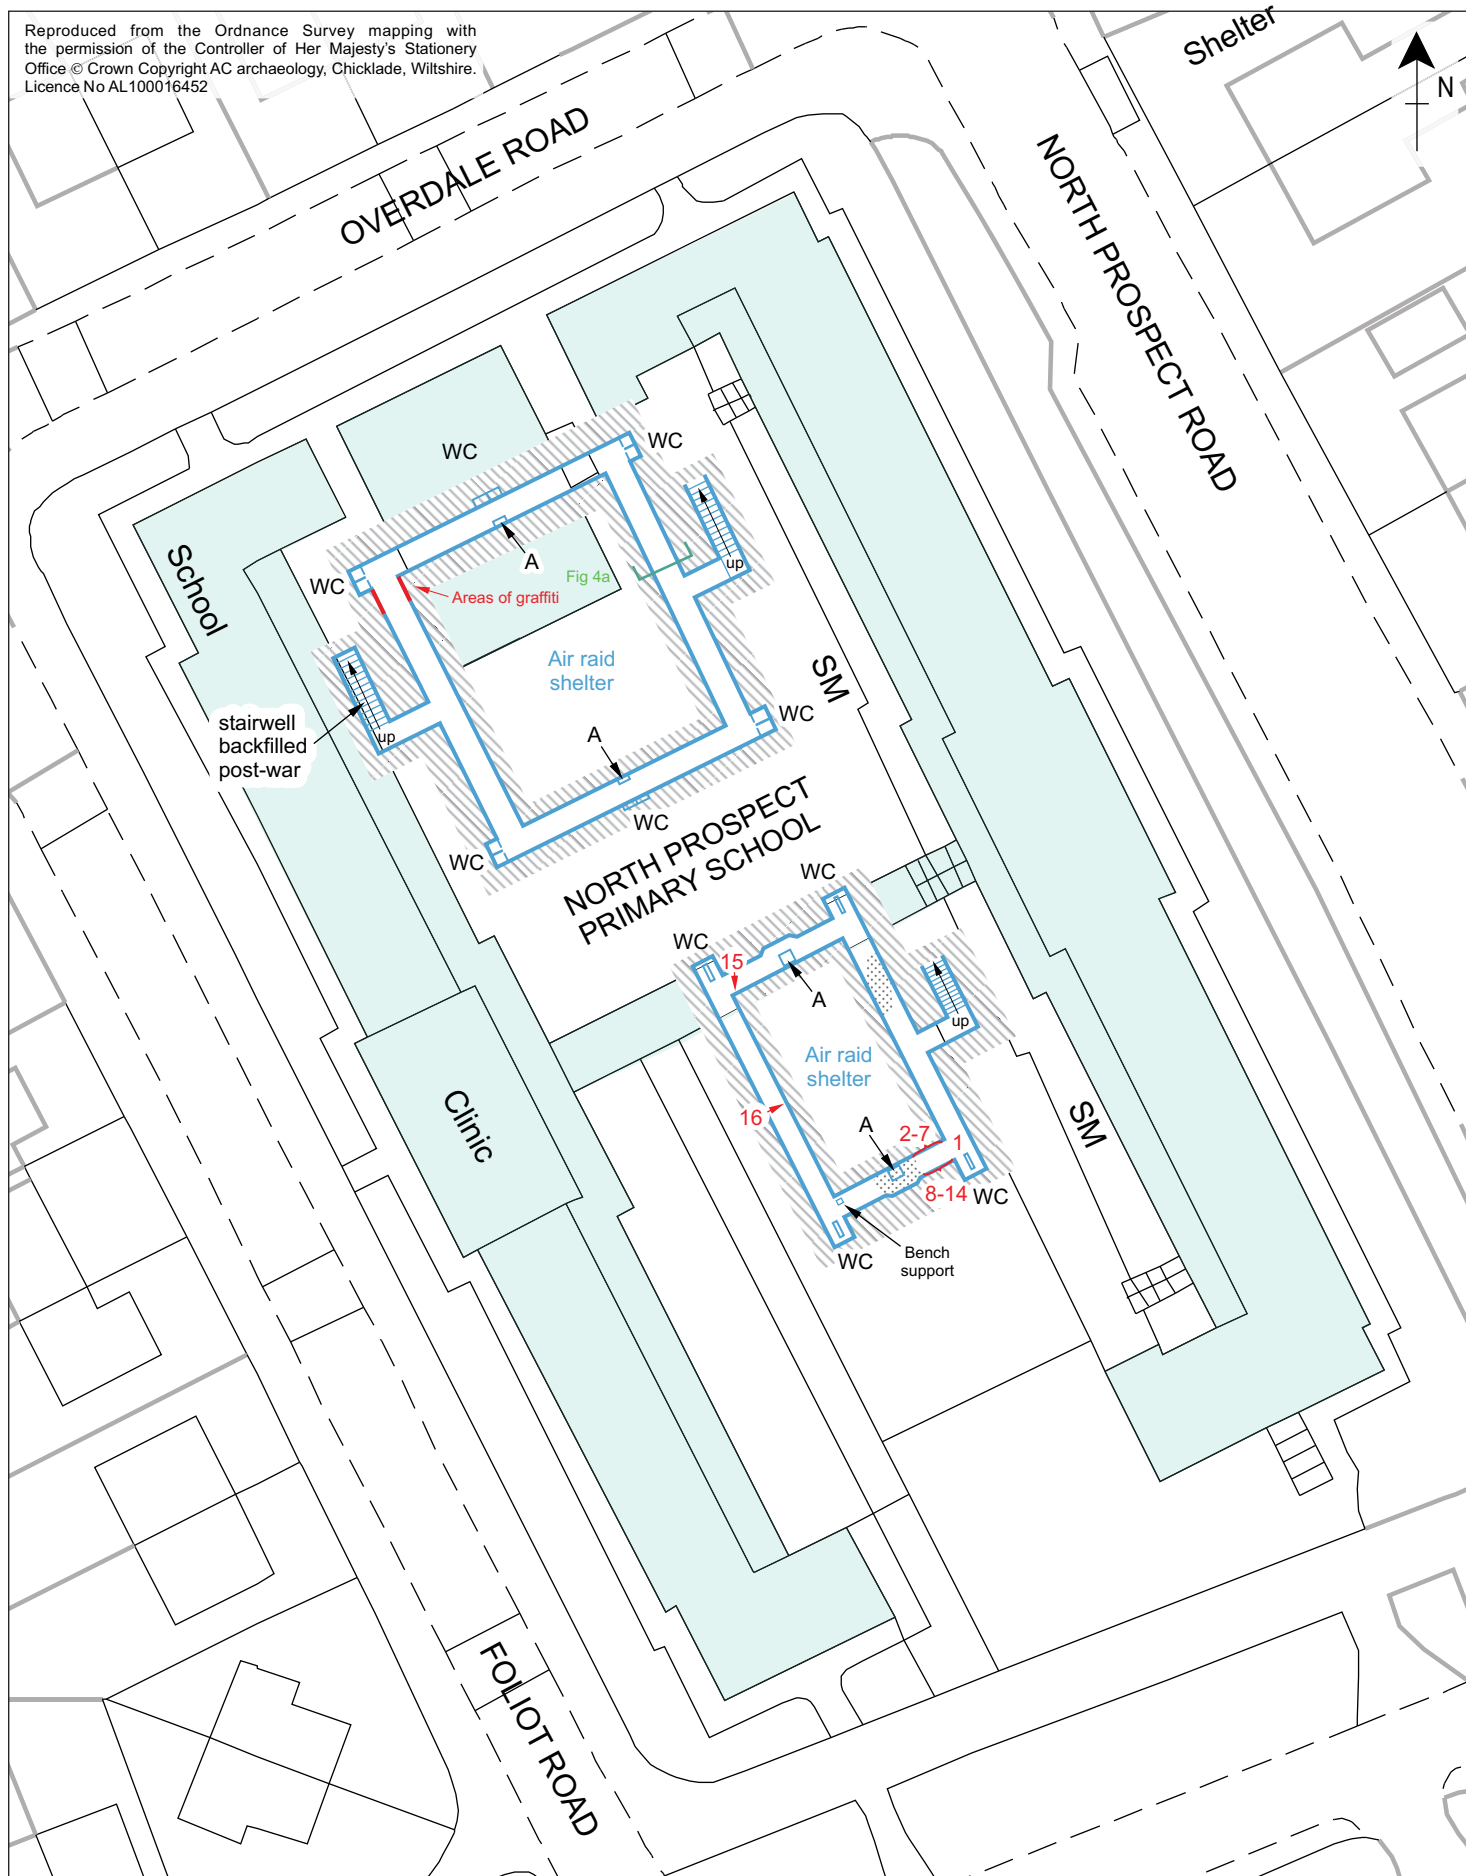 Reproduced from the Ordnance Survey mapping with
the permission of the Controller of Her Majesty's Stationery
Office © Crown Copyright AC archaeology, Chicklade, Wiltshire.
Licence No AL100016452
Shelter
N
OVERDALE ROAD
NORTH PROSPECT ROAD
WC
WC
A
WC
Fig 4a
Areas of graffiti
up
School
Air raid
shelter
SM
stairwell
backfilled
post-war
up
A
WC
WC
WC
NORTH PROSPECT
PRIMARY SCHOOL
WC
WC
15
A
up
Air raid
shelter
Clinic
16
A
2-7
1
SM
8-14
WC
Bench
support
WC
FOLIOT ROAD